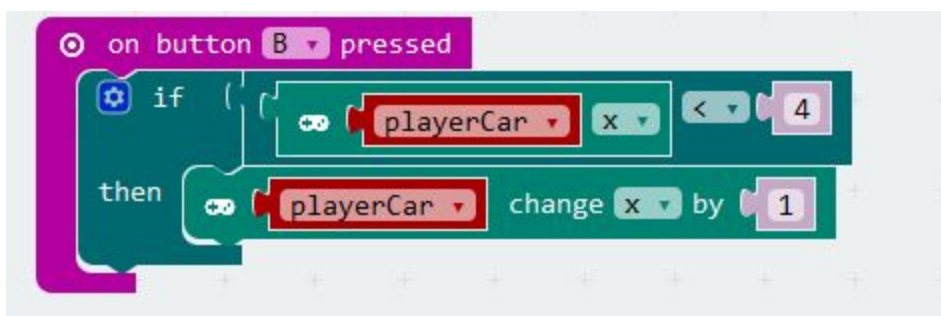 on button B pressed
if ( playerCar x < 4
then playerCar change x by 1